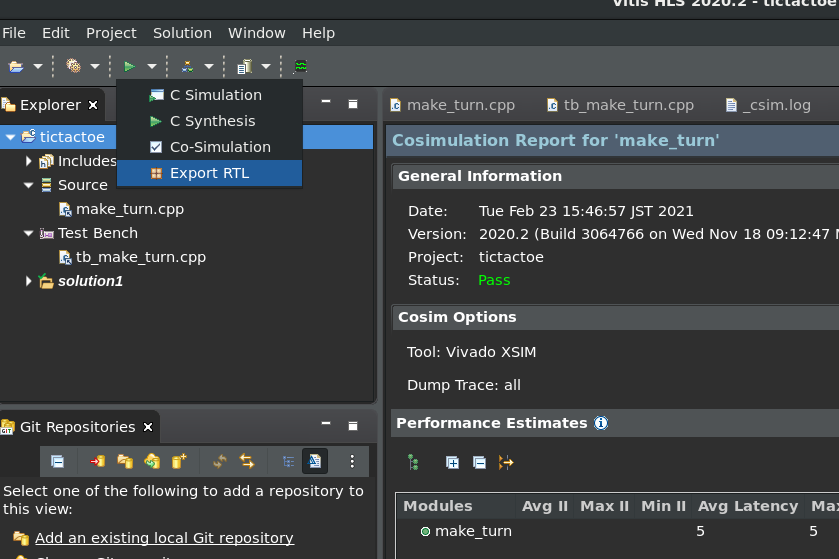 Vitis HLS 2020.2 - tictactoe
File Edit Project Solution Window Help
C Simulation
C Synthesis
Co-Simulation
Export RTL
Explorer
tictactoe
Includes
Source
make_turn.cpp
Test Bench
tb_make_turn.cpp
solution1
Git Repositories
Select one of the following to add a repository to
this view:
Add an existing local Git repository
make_turn.cpp tb_make_turn.cpp _csim.log
Cosimulation Report for 'make_turn'
General Information
Date: Tue Feb 23 15:46:57 JST 2021
Version: 2020.2 (Build 3064766 on Wed Nov 18 09:12:47
Project: tictactoe
Status: Pass
Cosim Options
Tool: Vivado XSIM
Dump Trace: all
Performance Estimates
Modules Avg II Max II Min II Avg Latency Max
make_turn 5 5